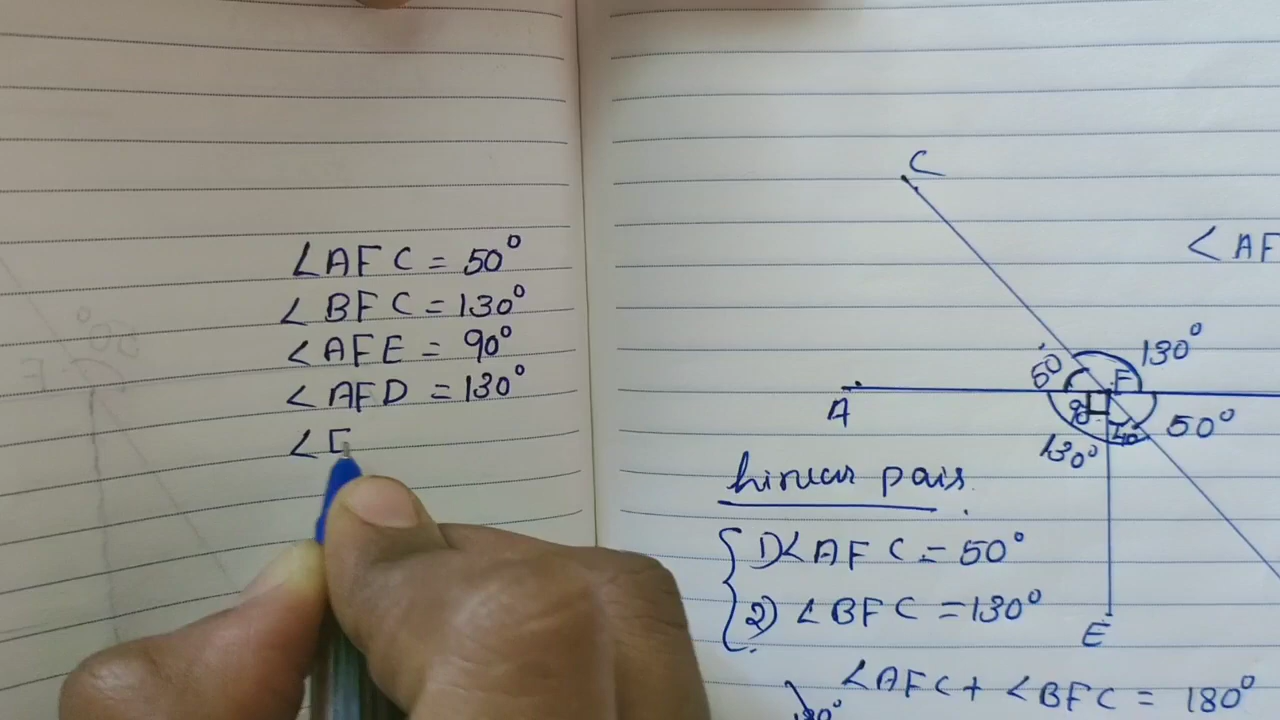 ∠AFC = 50°
∠BFC = 130°
∠AFE = 90°
∠AFD = 130°
∠
C
∠AF
130°
50
F
A
90
40
50°
130°
Linear pair.
1) ∠AFC = 50°
2) ∠BFC = 130°
E
∠AFC + ∠BFC = 180°